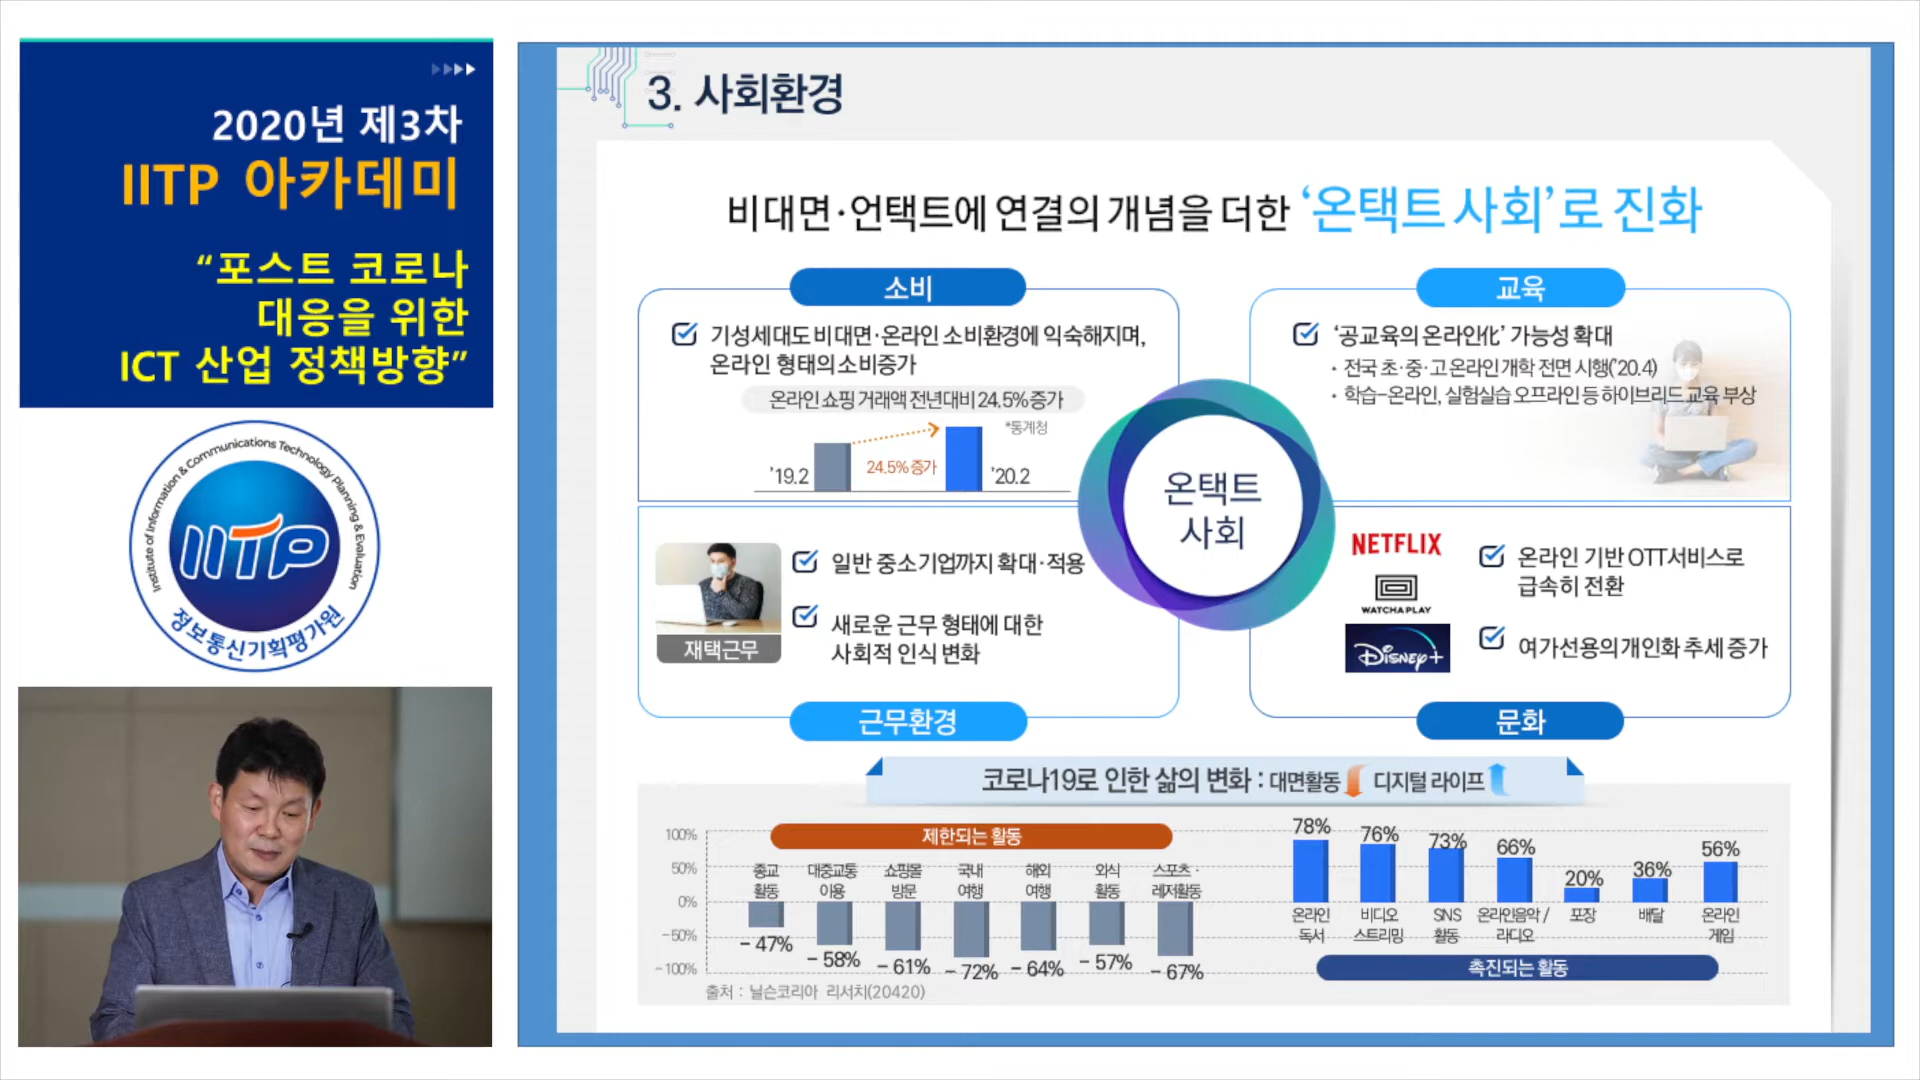 2020년 제3차
IITP 아카데미
“포스트 코로나
대응을 위한
ICT 산업 정책방향”
Institute of Information & Communications Technology Planning & Evaluation
IITP
정보통신기획평가원
3. 사회환경
비대면·언택트에 연결의 개념을 더한 ‘온택트 사회’로 진화
소비
기성세대도 비대면·온라인 소비환경에 익숙해지며,
온라인 형태의 소비증가
온라인 쇼핑 거래액 전년대비 24.5% 증가
*통계청
’19.2
24.5% 증가
’20.2
교육
‘공교육의 온라인化’ 가능성 확대
· 전국 초·중·고 온라인 개학 전면 시행(’20.4)
· 학습–온라인, 실험실습 오프라인 등 하이브리드 교육 부상
온택트
사회
재택근무
일반 중소기업까지 확대·적용
새로운 근무 형태에 대한
사회적 인식 변화
근무환경
NETFLIX
WATCHA PLAY
Disney+
온라인 기반 OTT서비스로
급속히 전환
여가선용의 개인화 추세 증가
문화
코로나19로 인한 삶의 변화 : 대면활동 디지털 라이프
100%
50%
0%
-50%
-100%
제한되는 활동
종교 대중교통 쇼핑몰 국내 해외 외식 스포츠·
활동 이용 방문 여행 여행 활동 레저활동
- 47% - 58% - 61% - 72% - 64% - 57% - 67%
출처 : 닐슨코리아 리서치(20420)
78% 76% 73% 66% 20% 36% 56%
온라인 비디오 SNS 온라인음악 / 포장 배달 온라인
독서 스트리밍 활동 라디오 게임
촉진되는 활동